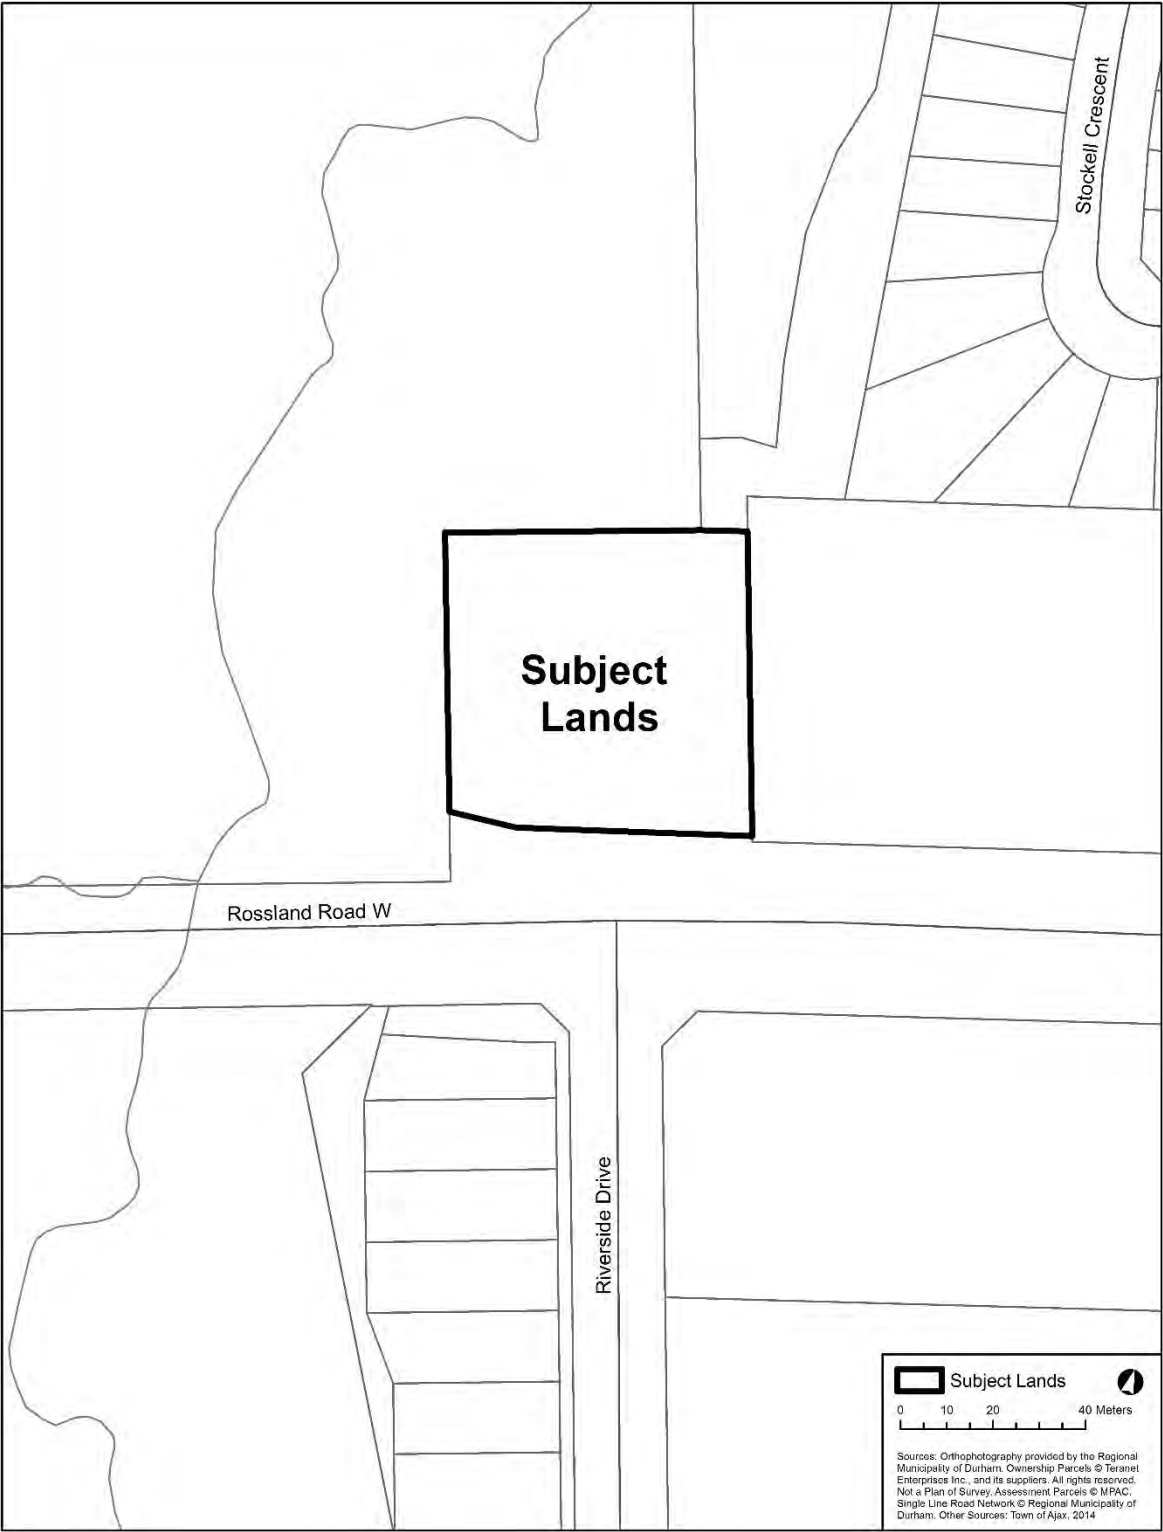 Stockell Crescent
Subject
Lands
Rossland Road W
Riverside Drive
Subject Lands
0 10 20 40 Meters
Sources: Orthophotography provided by the Regional
Municipality of Durham. Ownership Parcels © Teranet
Enterprises Inc., and its suppliers. All rights reserved.
Not a Plan of Survey. Assessment Parcels © MPAC.
Single Line Road Network © Regional Municipality of
Durham. Other Sources: Town of Ajax. 2014